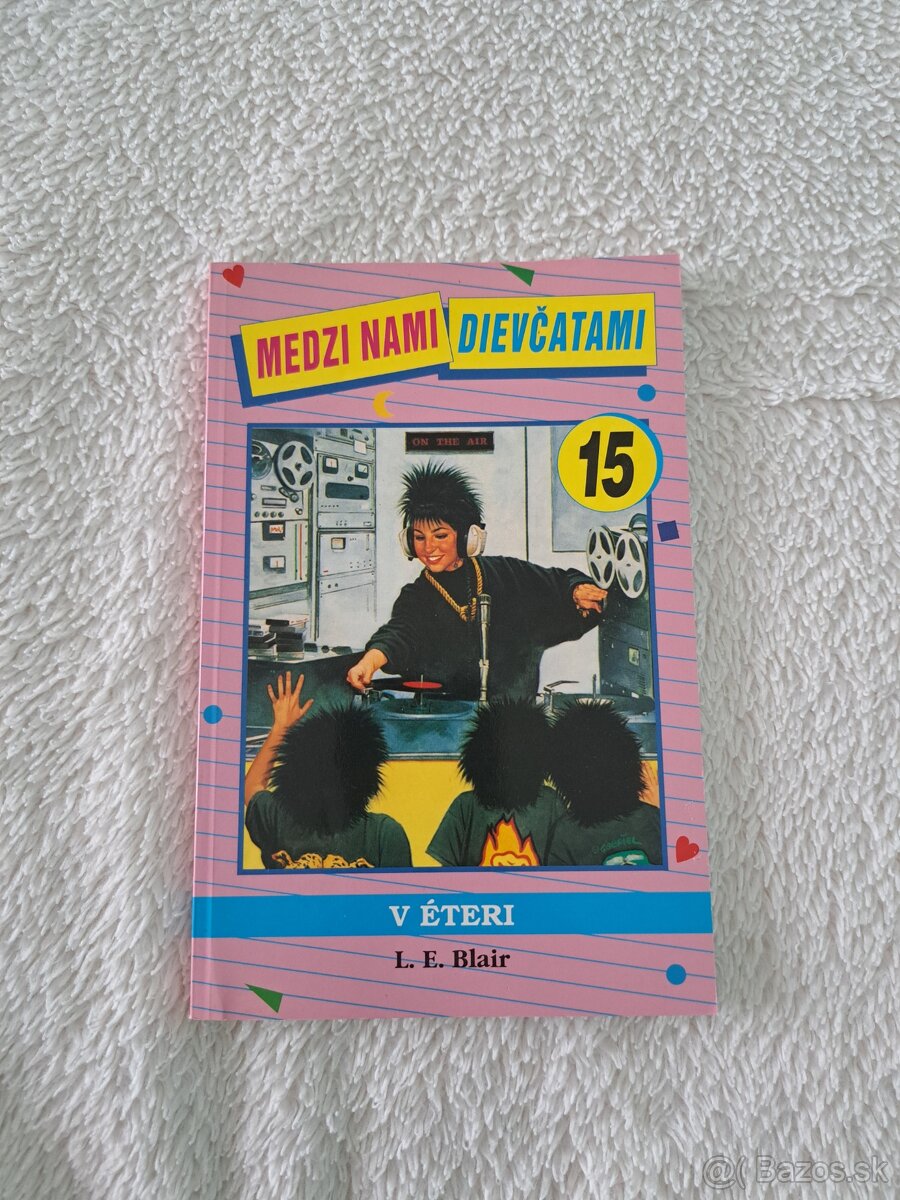 MEDZI NAMI DIEVČATAMI
15
ON THE AIR
V ÉTERI
L. E. Blair
@( Bazos.sk